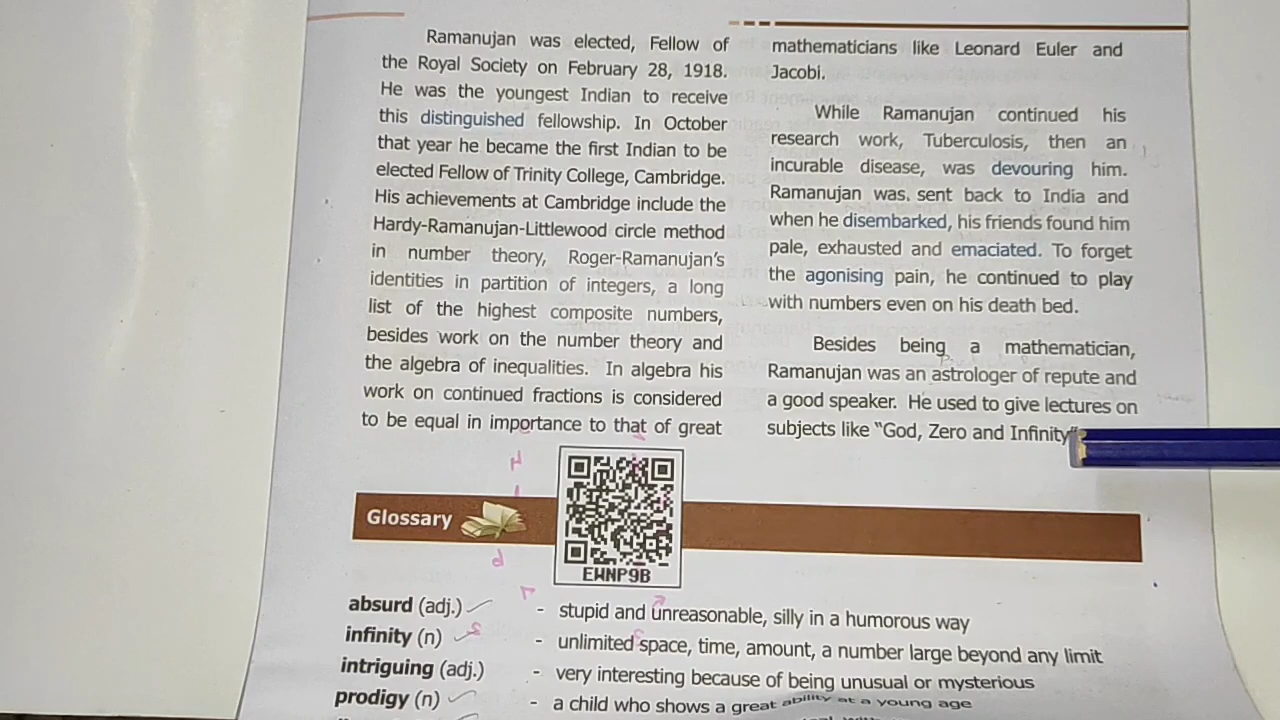 Ramanujan was elected, Fellow of
the Royal Society on February 28, 1918.
He was the youngest Indian to receive
this distinguished fellowship. In October
that year he became the first Indian to be
elected Fellow of Trinity College, Cambridge.
His achievements at Cambridge include the
Hardy-Ramanujan-Littlewood circle method
in number theory, Roger-Ramanujan's
identities in partition of integers, a long
list of the highest composite numbers,
besides work on the number theory and
the algebra of inequalities. In algebra his
work on continued fractions is considered
to be equal in importance to that of great
mathematicians like Leonard Euler and
Jacobi.
While Ramanujan continued his
research work, Tuberculosis, then an
incurable disease, was devouring him.
Ramanujan was sent back to India and
when he disembarked, his friends found him
pale, exhausted and emaciated. To forget
the agonising pain, he continued to play
with numbers even on his death bed.
Besides being a mathematician,
Ramanujan was an astrologer of repute and
a good speaker. He used to give lectures on
subjects like "God, Zero and Infinity"
Glossary
EWNP9B
absurd (adj.) - stupid and unreasonable, silly in a humorous way
infinity (n) - unlimited space, time, amount, a number large beyond any limit
intriguing (adj.) - very interesting because of being unusual or mysterious
prodigy (n) - a child who shows a great ability at a young age